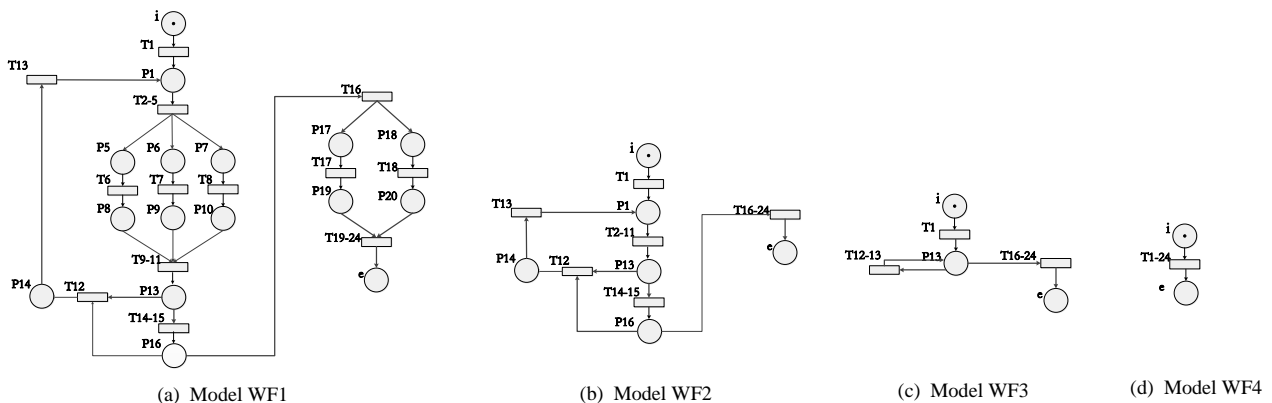 i
T1
T13
P1
T2-5
P5
P6
P7
T6
T7
T8
P8
P9
P10
T9-11
P14
T12
P13
T14-15
P16
T16
P17
P18
T17
T18
P19
P20
T19-24
e
(a) Model WF1
i
T1
T13
P1
T16-24
T2-11
e
P14
T12
P13
T14-15
P16
(b) Model WF2
i
T1
T12-13
P13
T16-24
e
(c) Model WF3
i
T1-24
e
(d) Model WF4